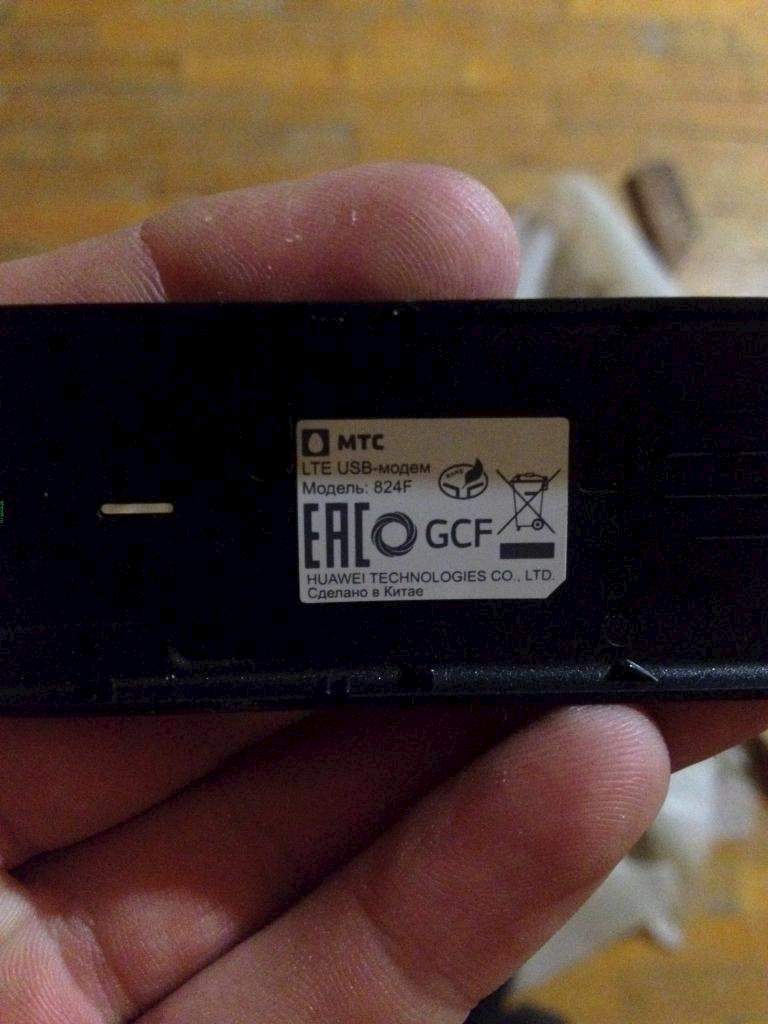 МТС
LTE USB-модем
Модель: 824F
EAC GCF
HUAWEI TECHNOLOGIES CO., LTD.
Сделано в Китае